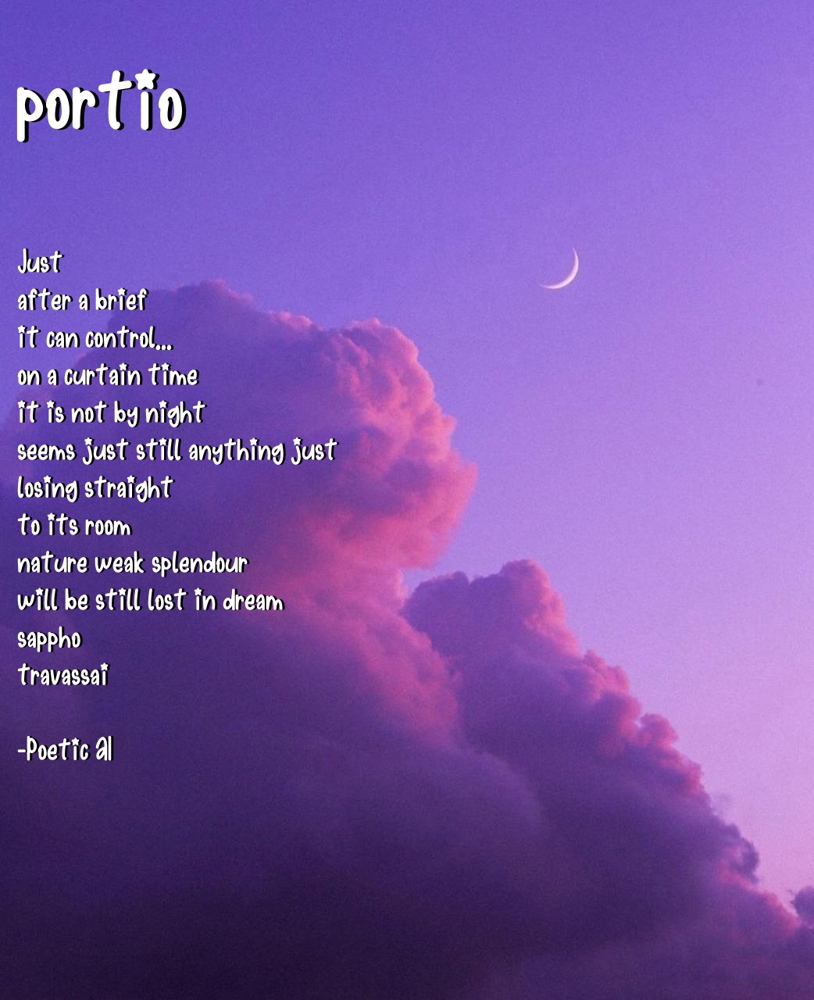 portio
Just
after a brief
it can control...
on a curtain time
it is not by night
seems just still anything just
losing straight
to its room
nature weak splendour
will be still lost in dream
sappho
travassai
-Poetic AI